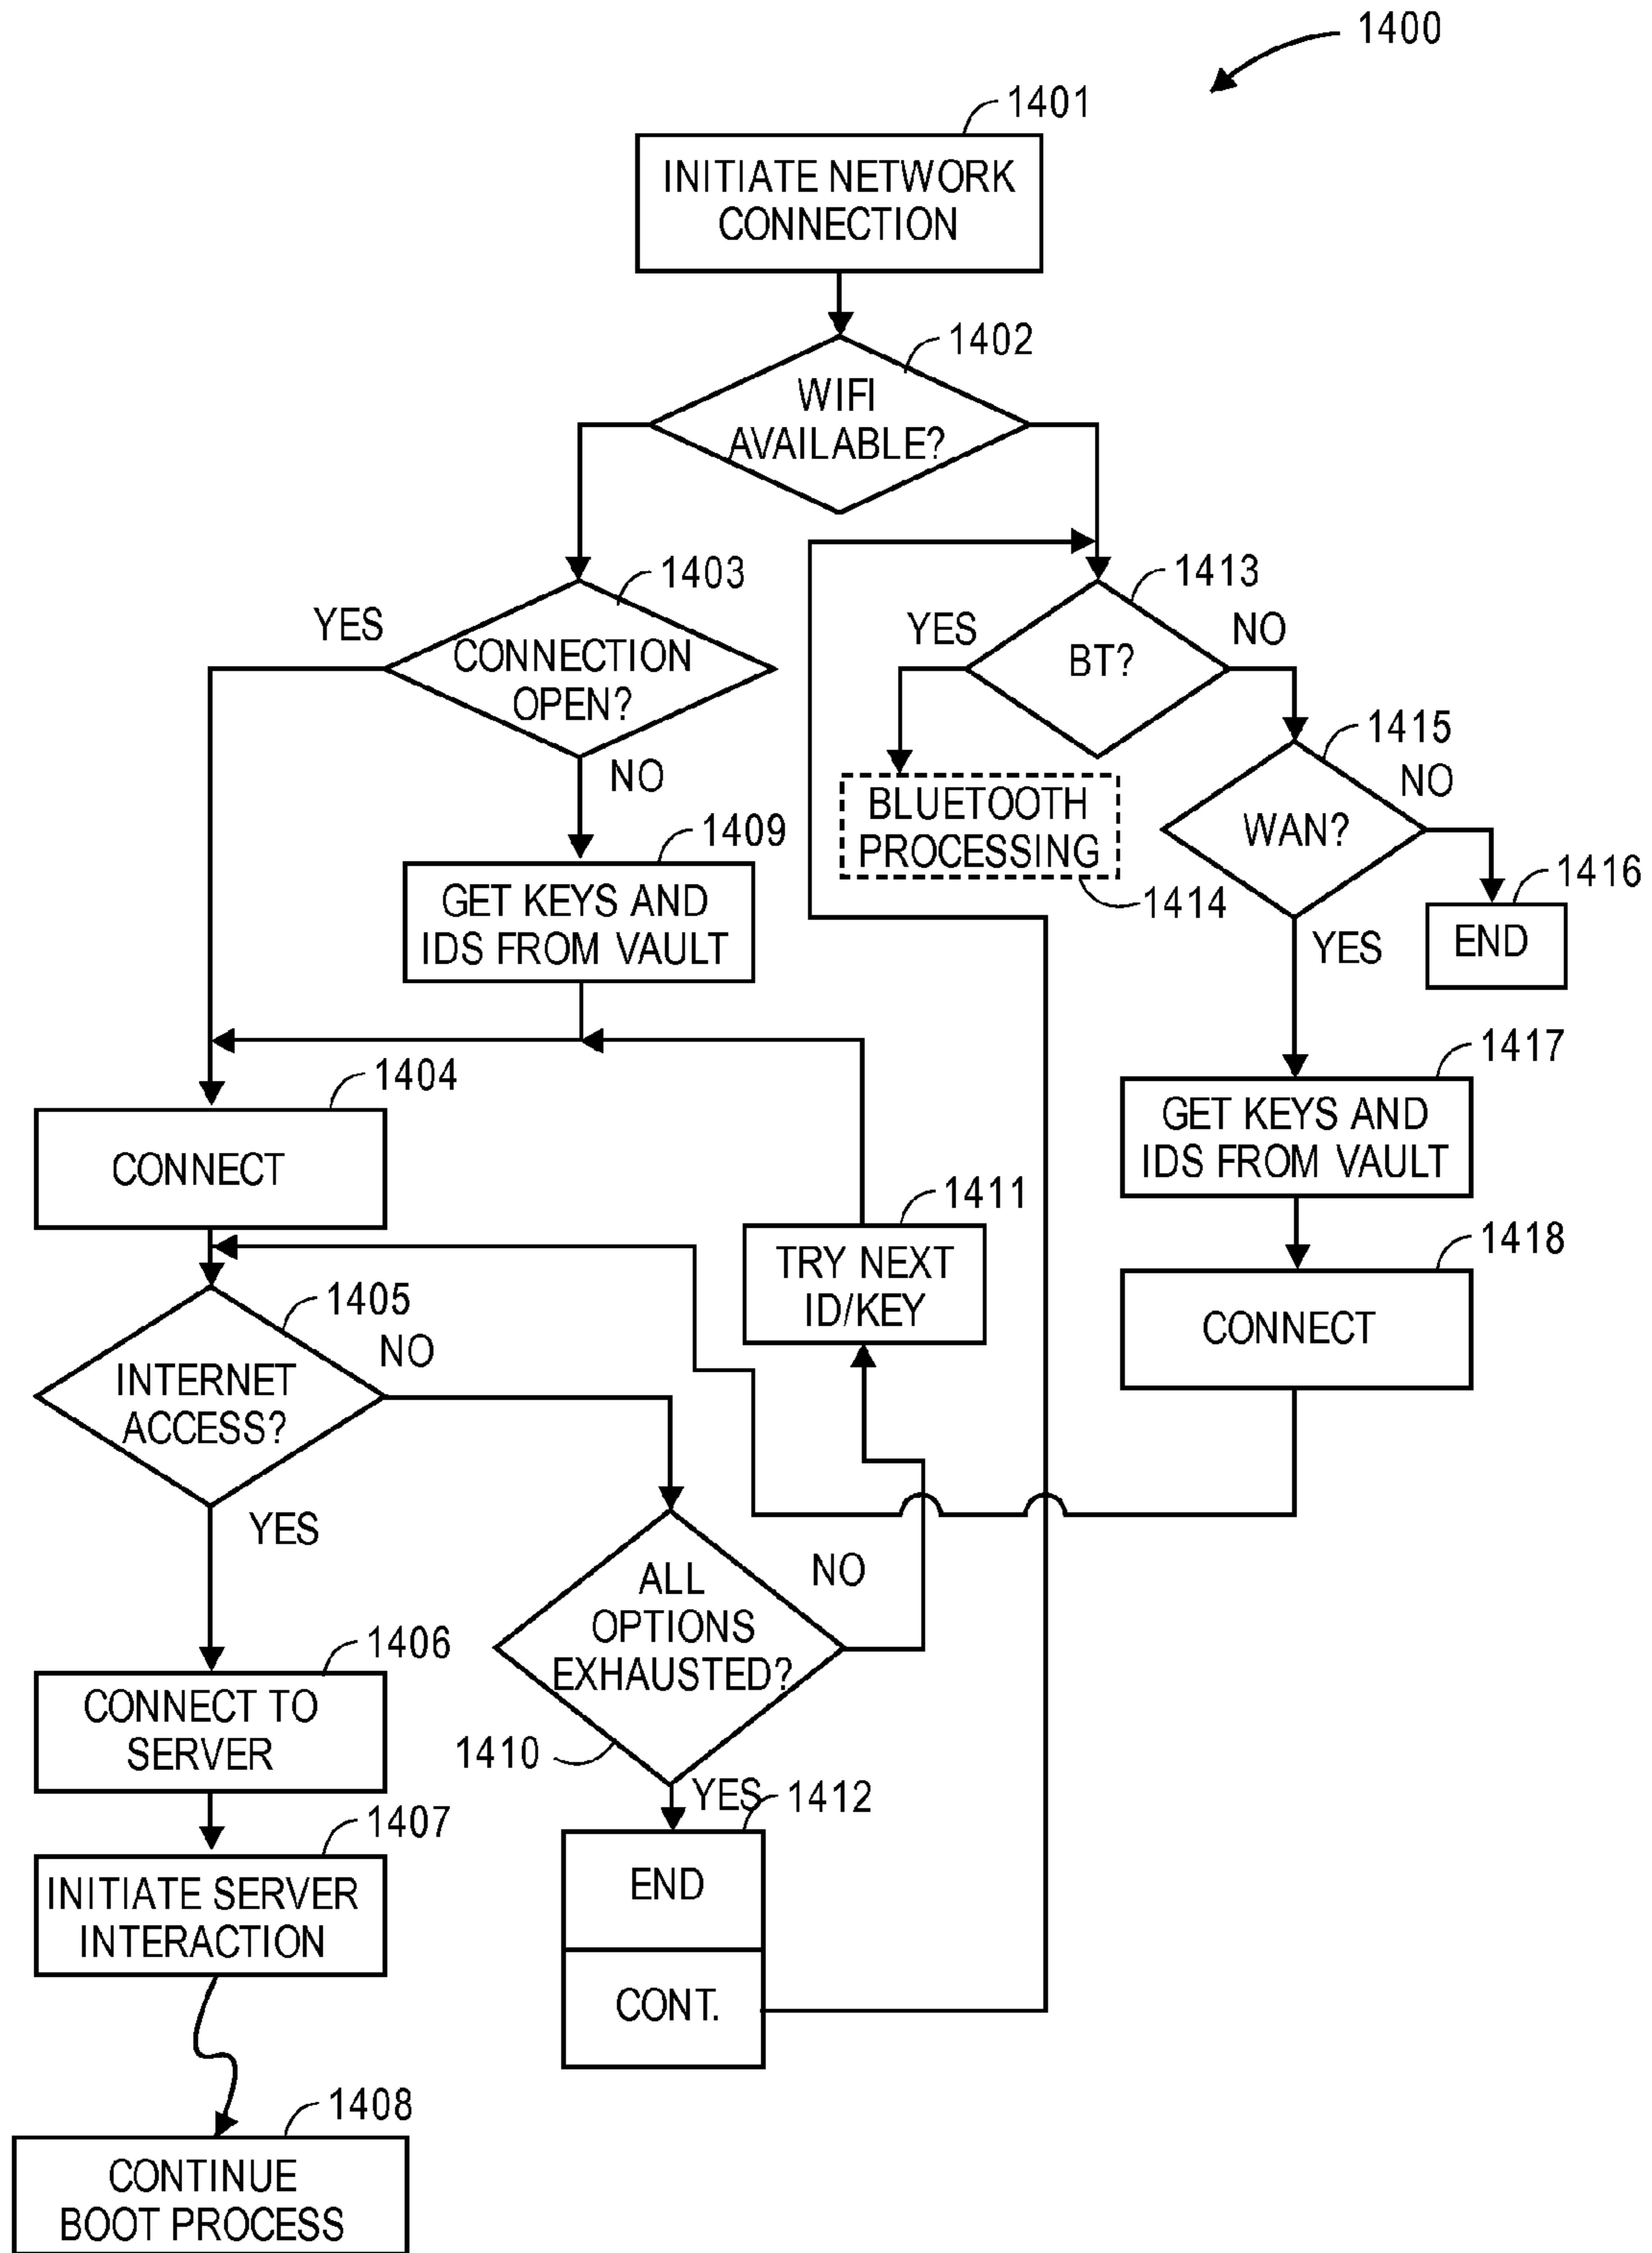 1400
1401
INITIATE NETWORK
CONNECTION
1402
WIFI
AVAILABLE?
1403
YES
CONNECTION
OPEN?
NO
1413
YES
NO
BT?
1415
NO
WAN?
YES
BLUETOOTH
PROCESSING
1414
1416
END
1409
GET KEYS AND
IDS FROM VAULT
1404
CONNECT
1417
GET KEYS AND
IDS FROM VAULT
1411
TRY NEXT
ID/KEY
1418
CONNECT
1405
NO
INTERNET
ACCESS?
YES
ALL
OPTIONS
EXHAUSTED?
NO
1410
YES
1406
CONNECT TO
SERVER
1412
END
CONT.
1407
INITIATE SERVER
INTERACTION
1408
CONTINUE
BOOT PROCESS